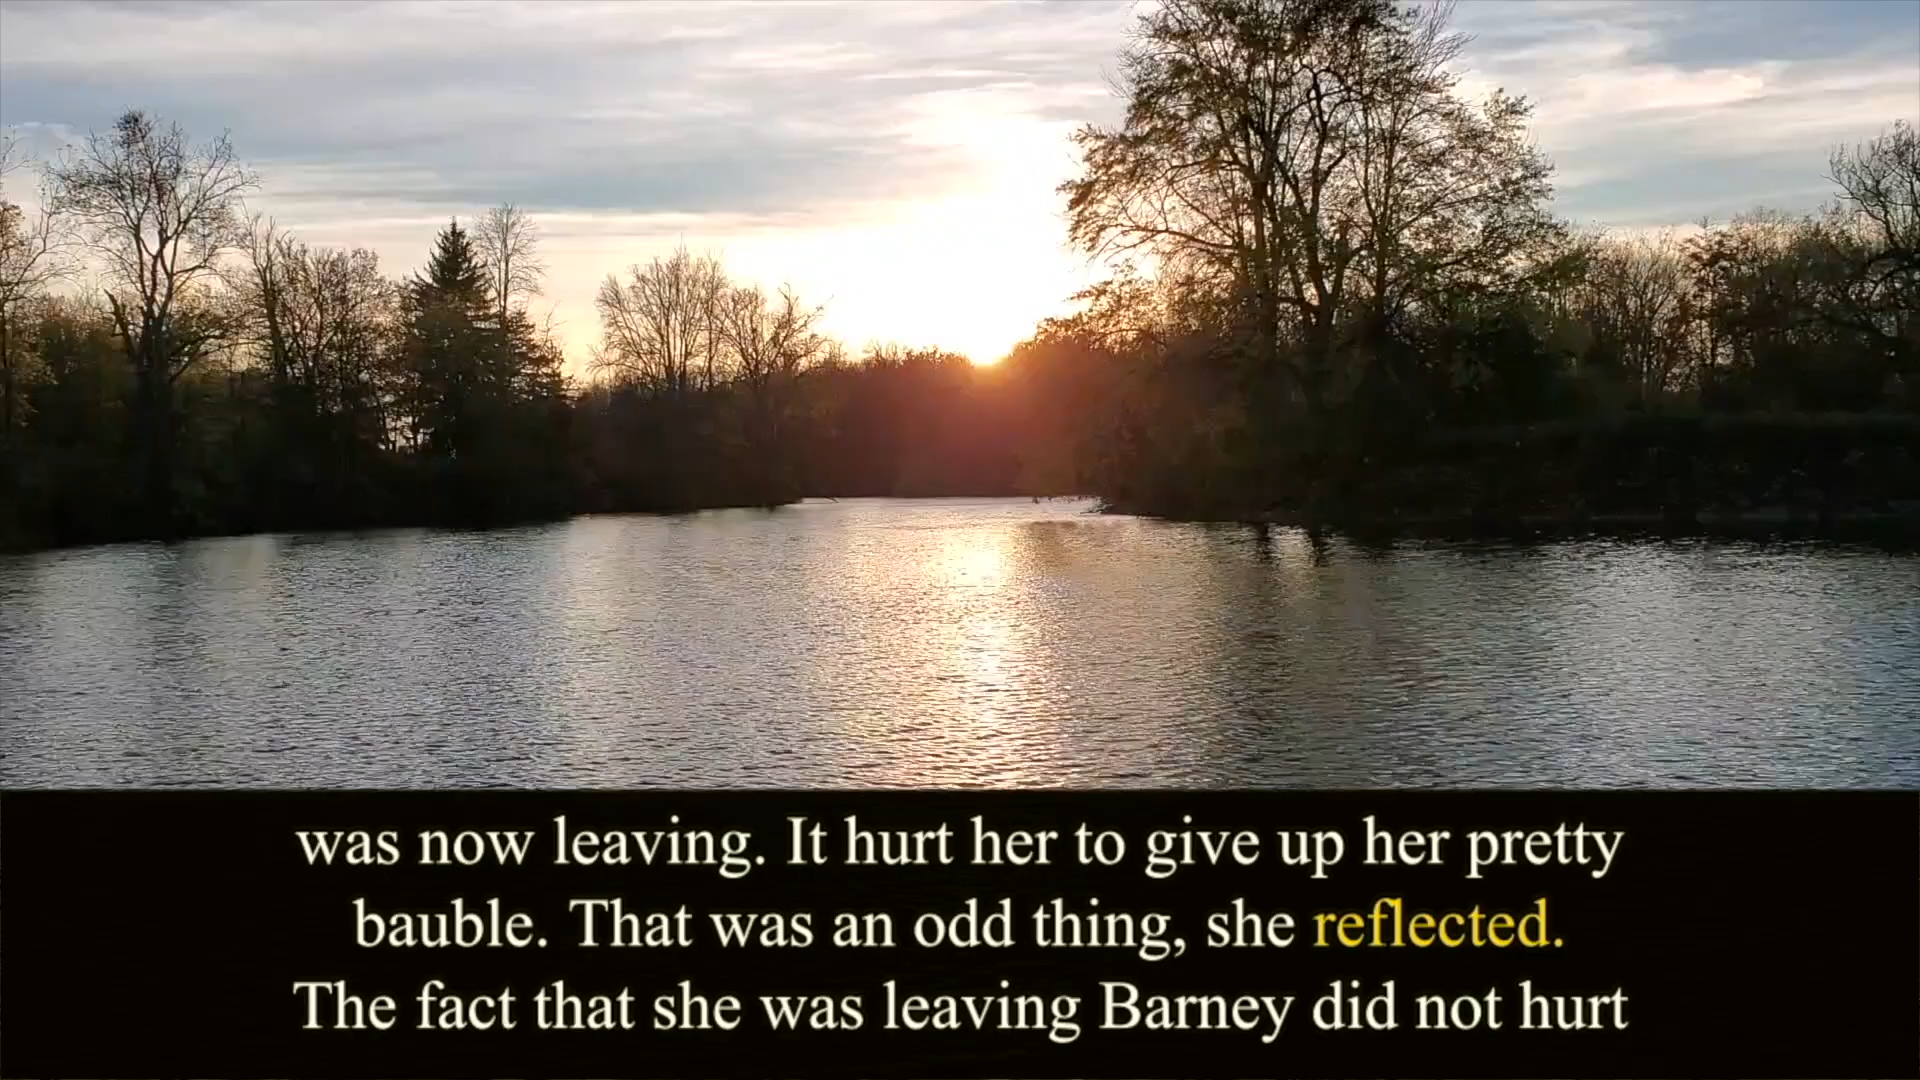 was now leaving. It hurt her to give up her pretty
bauble. That was an odd thing, she reflected.
The fact that she was leaving Barney did not hurt